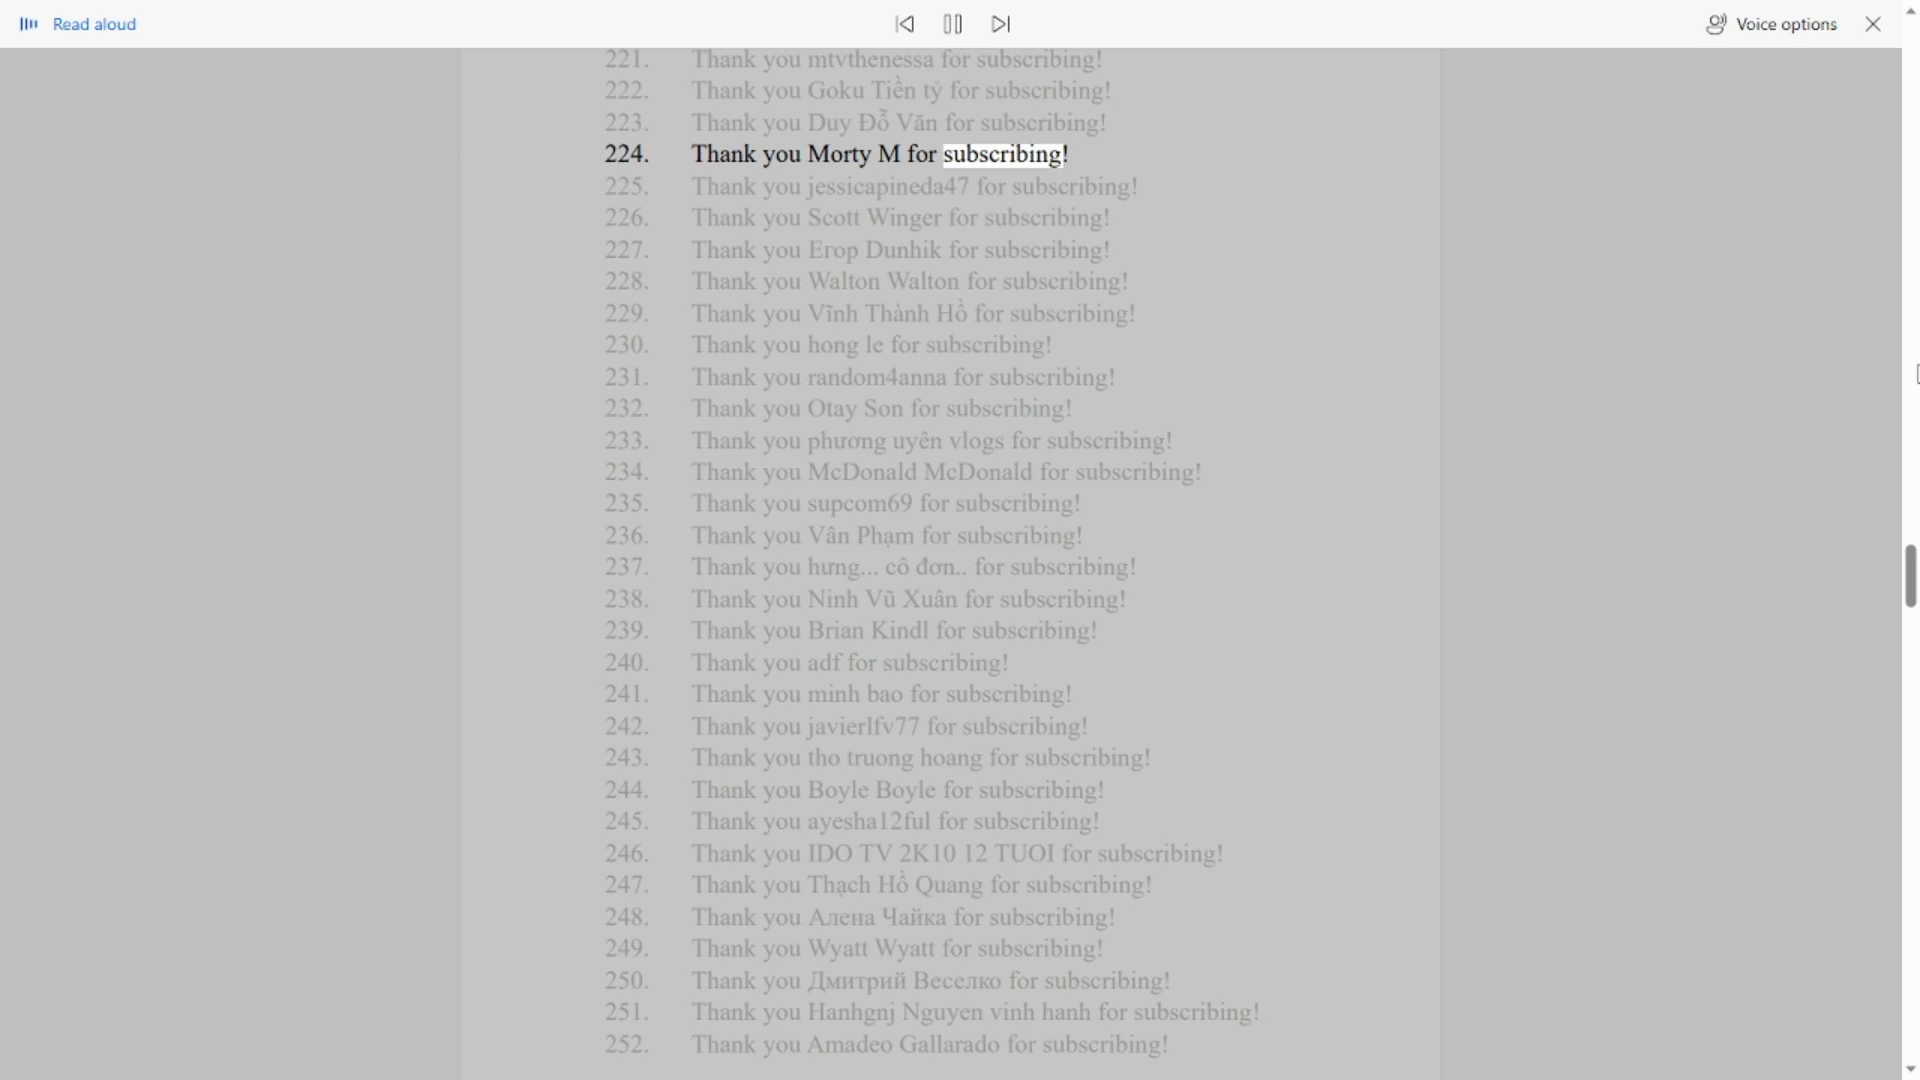 Read aloud
Voice options
221. Thank you mtvthenessa for subscribing!
222. Thank you Goku Tiền tỷ for subscribing!
223. Thank you Duy Đỗ Văn for subscribing!
224. Thank you Morty M for subscribing!
225. Thank you jessicapineda47 for subscribing!
226. Thank you Scott Winger for subscribing!
227. Thank you Егор Dunhik for subscribing!
228. Thank you Walton Walton for subscribing!
229. Thank you Vĩnh Thành Hồ for subscribing!
230. Thank you hong le for subscribing!
231. Thank you random4anna for subscribing!
232. Thank you Otay Son for subscribing!
233. Thank you phương uyên vlogs for subscribing!
234. Thank you McDonald McDonald for subscribing!
235. Thank you supcom69 for subscribing!
236. Thank you Vân Phạm for subscribing!
237. Thank you hưng... cô đơn.. for subscribing!
238. Thank you Ninh Vũ Xuân for subscribing!
239. Thank you Brian Kindl for subscribing!
240. Thank you adf for subscribing!
241. Thank you minh bao for subscribing!
242. Thank you javierlfv77 for subscribing!
243. Thank you tho truong hoang for subscribing!
244. Thank you Boyle Boyle for subscribing!
245. Thank you ayesha12ful for subscribing!
246. Thank you IDO TV 2K10 12 TUOI for subscribing!
247. Thank you Thạch Hồ Quang for subscribing!
248. Thank you Алена Чайка for subscribing!
249. Thank you Wyatt Wyatt for subscribing!
250. Thank you Дмитрий Веселко for subscribing!
251. Thank you Hanhgnj Nguyen vinh hanh for subscribing!
252. Thank you Amadeo Gallarado for subscribing!